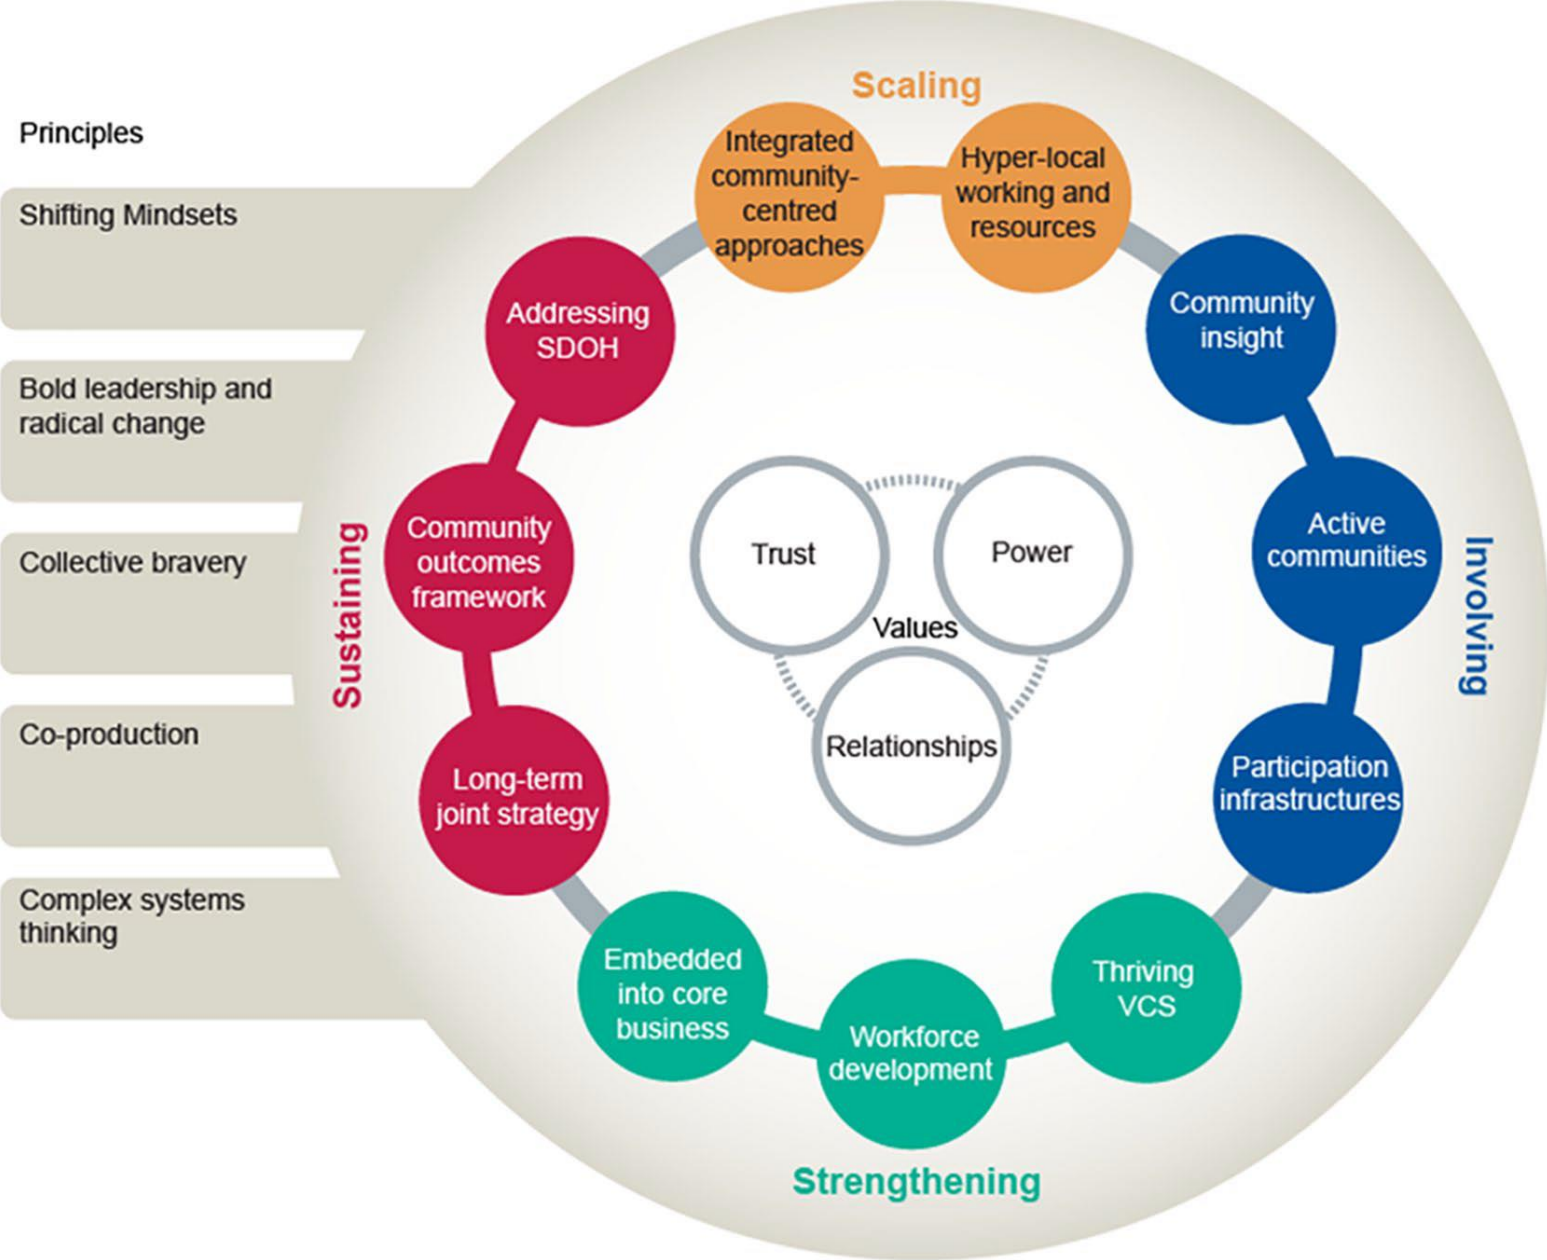 Principles
Shifting Mindsets
Bold leadership and
radical change
Collective bravery
Co-production
Complex systems
thinking
Scaling
Integrated
community-
centred
approaches
Hyper-local
working and
resources
Involving
Community
insight
Active
communities
Participation
infrastructures
Strengthening
Thriving
VCS
Workforce
development
Embedded
into core
business
Sustaining
Long-term
joint strategy
Community
outcomes
framework
Addressing
SDOH
Trust
Power
Values
Relationships